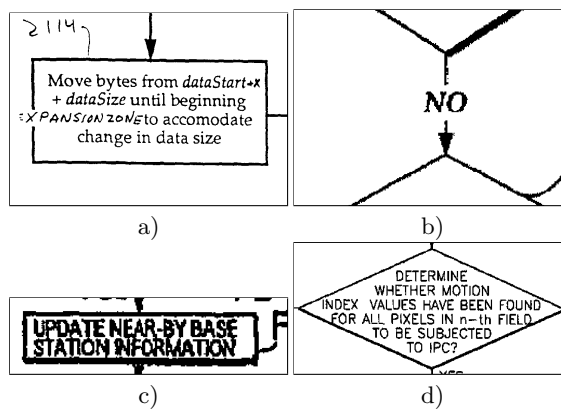 2114
Move bytes from dataStart+x
+ dataSize until beginning
EXPANSION ZONE to accomodate
change in data size
a)
NO
b)
UPDATE NEAR-BY BASE
STATION INFORMATION
c)
DETERMINE
WHETHER MOTION
INDEX VALUES HAVE BEEN FOUND
FOR ALL PIXELS IN n-th FIELD
TO BE SUBJECTED
TO IPC?
YES
d)